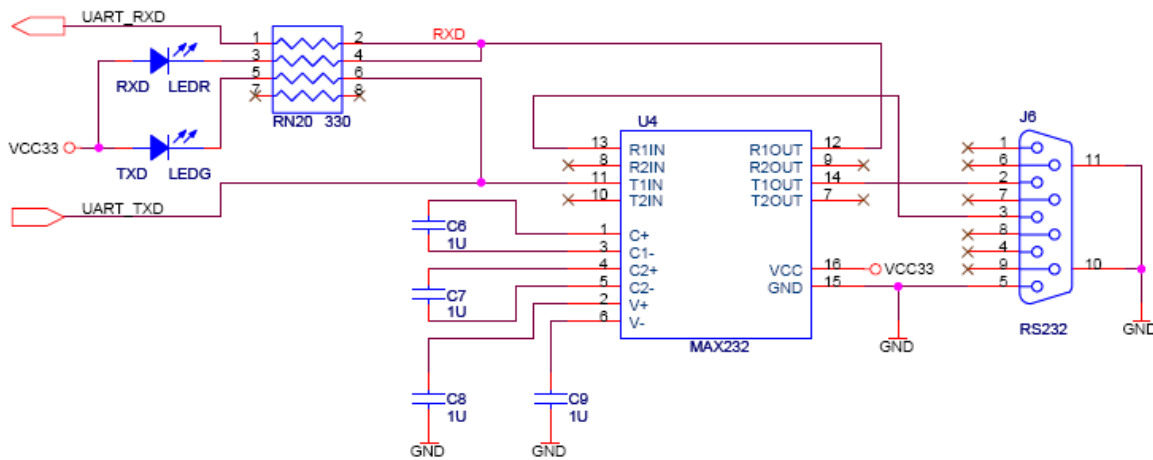 UART_RXD
1 2
RXD
3 4
5 6
7 8
RXD LEDR
RN20 330
VCC33
TXD LEDG
UART_TXD
U4
J6
13 R1IN R1OUT 12
8 R2IN R2OUT 9
11 T1IN T1OUT 14
10 T2IN T2OUT 7
1 C+
3 C1-
4 C2+
5 C2-
2 V+
6 V-
VCC 16 VCC33
GND 15
MAX232
GND
1
6
2
7
3
8
4
9
5
11
10
RS232
GND
C6
1U
C7
1U
C8
1U
GND
C9
1U
GND